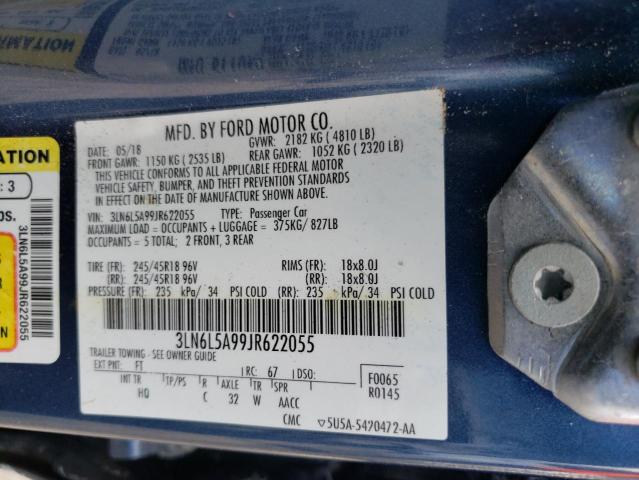 MFD. BY FORD MOTOR CO.
DATE: 05/18 GVWR: 2182 KG ( 4810 LB)
FRONT GAWR: 1150 KG ( 2535 LB) REAR GAWR: 1052 KG ( 2320 LB)
THIS VEHICLE CONFORMS TO ALL APPLICABLE FEDERAL MOTOR
VEHICLE SAFETY, BUMPER, AND THEFT PREVENTION STANDARDS
IN EFFECT ON THE DATE OF MANUFACTURE SHOWN ABOVE.
VIN: 3LN6L5A99JR622055 TYPE: Passenger Car
MAXIMUM LOAD = OCCUPANTS + LUGGAGE = 375KG/ 827LB
OCCUPANTS = 5 TOTAL; 2 FRONT, 3 REAR
TIRE (FR): 245/45R18 96V RIMS (FR): 18x8.0J
(RR): 245/45R18 96V (RR): 18x8.0J
PRESSURE (FR): 235 kPa/ 34 PSI COLD (RR): 235 kPa/ 34 PSI COLD
3LN6L5A99JR622055
TRAILER TOWING - SEE OWNER GUIDE
EXT PNT: FT RC: 67 DSO: F0065
INT TR TP/PS R AXLE TR SPR R0145
HQ C 32 W AACC
CMC ▽5U5A-5420472-AA
ATION
: 3
bs.
3LN6L5A99JR622055